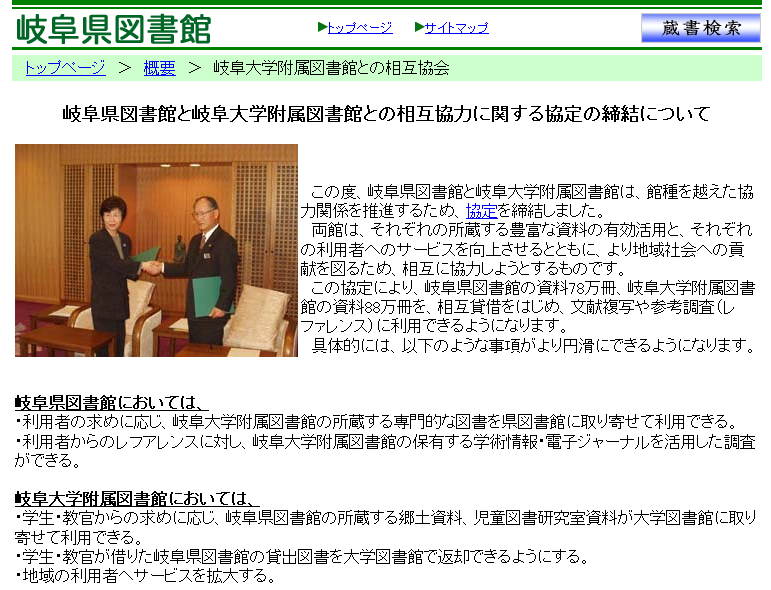 岐阜県図書館
▶トップページ ▶サイトマップ
蔵書検索
トップページ ＞ 概要 ＞ 岐阜大学附属図書館との相互協会
岐阜県図書館と岐阜大学附属図書館との相互協力に関する協定の締結について
この度、岐阜県図書館と岐阜大学附属図書館は、館種を越えた協
力関係を推進するため、協定を締結しました。
両館は、それぞれの所蔵する豊富な資料の有効活用と、それぞれ
の利用者へのサービスを向上させるとともに、より地域社会への貢
献を図るため、相互に協力しようとするものです。
この協定により、岐阜県図書館の資料78万冊、岐阜大学附属図書
館の資料88万冊を、相互貸借をはじめ、文献複写や参考調査（レ
ファレンス）に利用できるようになります。
具体的には、以下のような事項がより円滑にできるようになります。
岐阜県図書館においては、
・利用者の求めに応じ、岐阜大学附属図書館の所蔵する専門的な図書を県図書館に取り寄せて利用できる。
・利用者からのレフアレンスに対し、岐阜大学附属図書館の保有する学術情報・電子ジャーナルを活用した調査
ができる。
岐阜大学附属図書館においては、
・学生・教官からの求めに応じ、岐阜県図書館の所蔵する郷土資料、児童図書研究室資料が大学図書館に取り
寄せて利用できる。
・学生・教官が借りた岐阜県図書館の貸出図書を大学図書館で返却できるようにする。
・地域の利用者へサービスを拡大する。